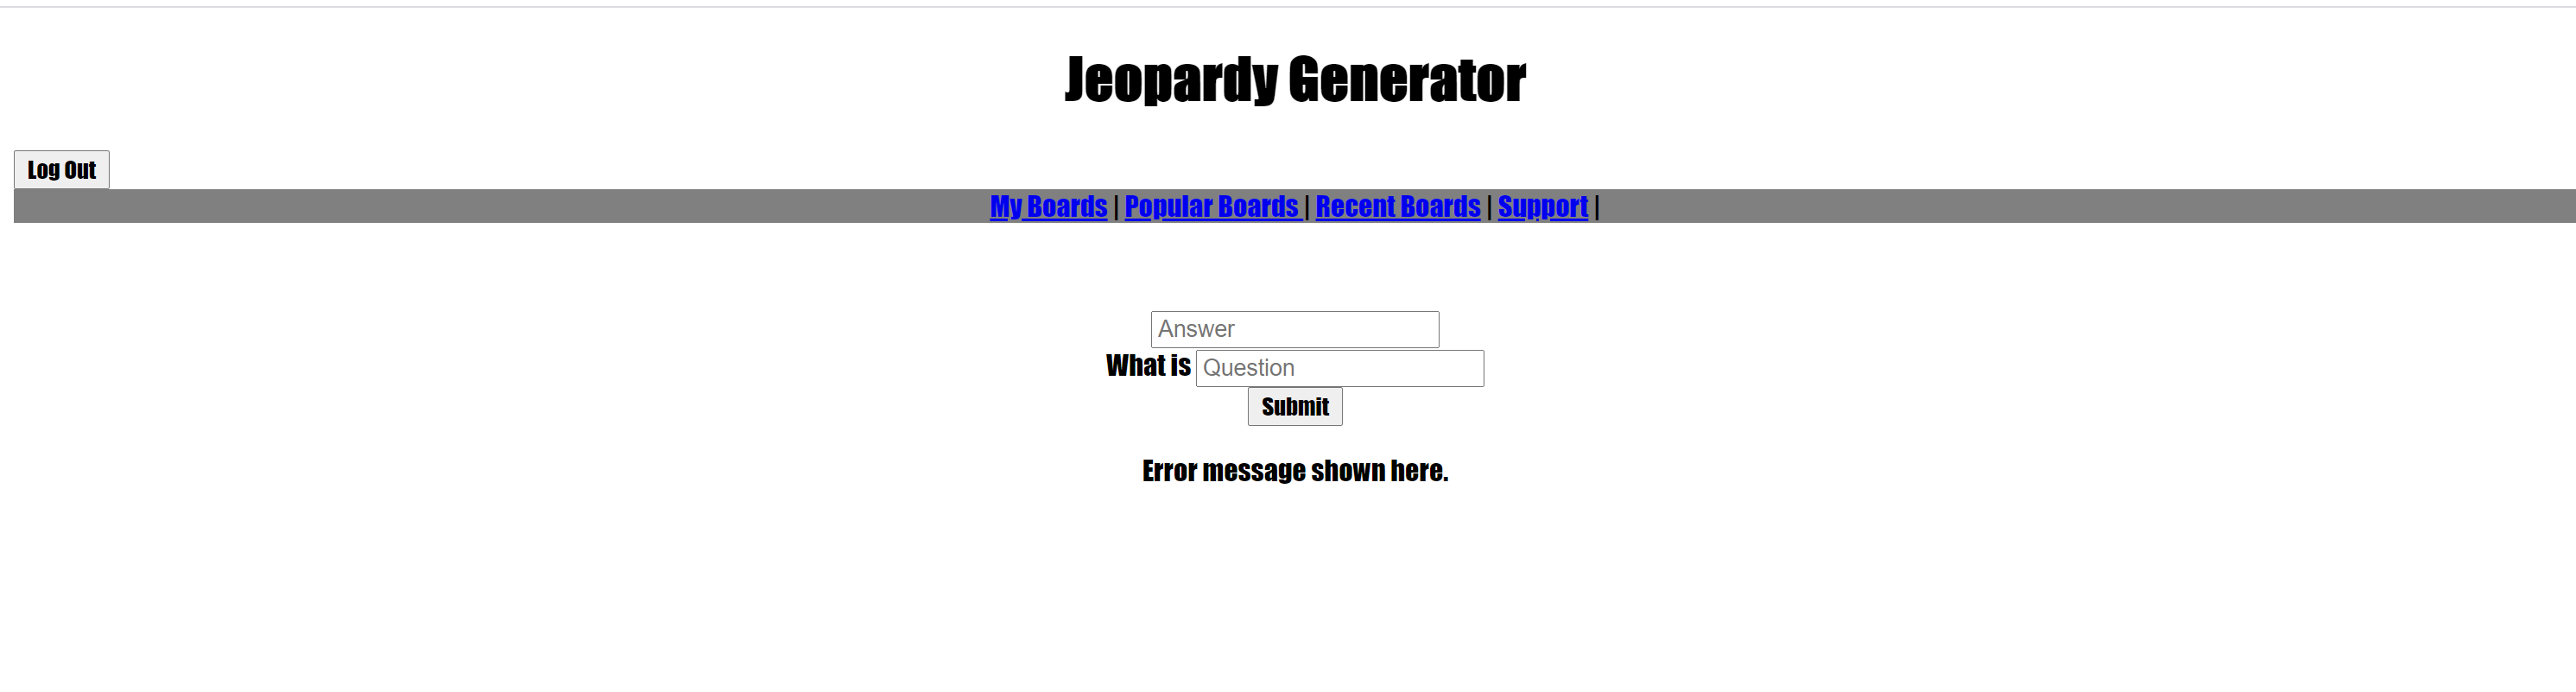 Jeopardy Generator
Log Out
My Boards | Popular Boards | Recent Boards | Support |
Answer
What is Question
Submit
Error message shown here.